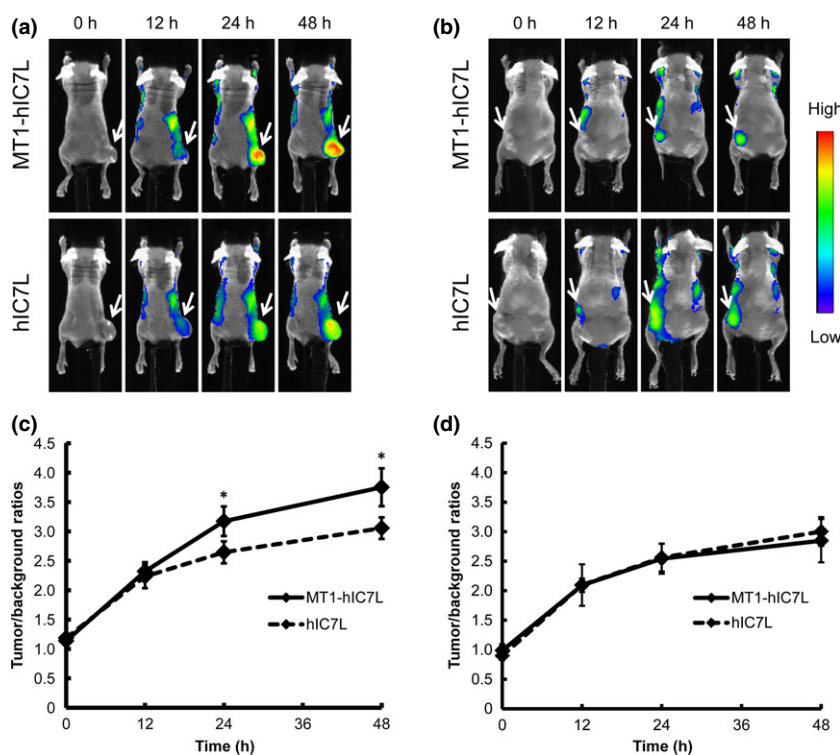 (a)
0 h 12 h 24 h 48 h
MT1-hIC7L
hIC7L
(b)
0 h 12 h 24 h 48 h
MT1-hIC7L
hIC7L
High
Low
(c)
4.5
4.0
3.5
3.0
2.5
2.0
1.5
1.0
0.5
0
Tumor/background ratios
* *
MT1-hIC7L
hIC7L
0 12 24 36 48
Time (h)
(d)
4.5
4.0
3.5
3.0
2.5
2.0
1.5
1.0
0.5
0
Tumor/background ratios
MT1-hIC7L
hIC7L
0 12 24 36 48
Time (h)